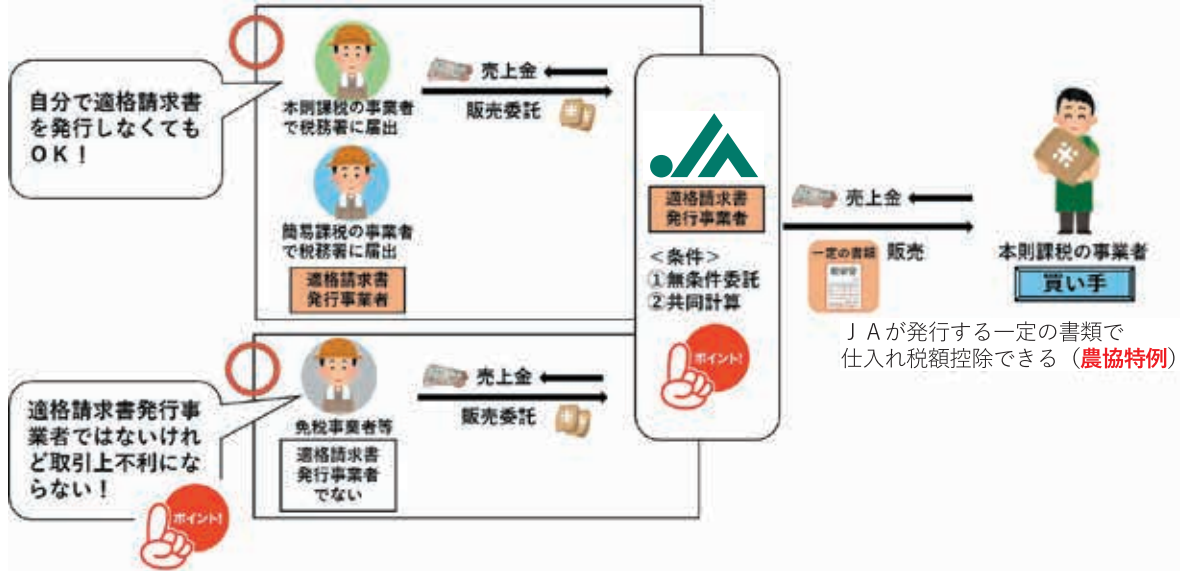 自分で適格請求書
を発行しなくても
ＯＫ！
本則課税の事業者
で税務署に届出
簡易課税の事業者
で税務署に届出
適格請求書
発行事業者
売上金
販売委託
適格請求書発行事
業者ではないけれ
ど取引上不利にな
らない！
ポイント!
免税事業者等
適格請求書
発行事業者
でない
売上金
販売委託
JA
適格請求書
発行事業者
＜条件＞
①無条件委託
②共同計算
ポイント!
売上金
一定の書類
販売
米
本則課税の事業者
買い手
ＪＡが発行する一定の書類で
仕入れ税額控除できる（農協特例）